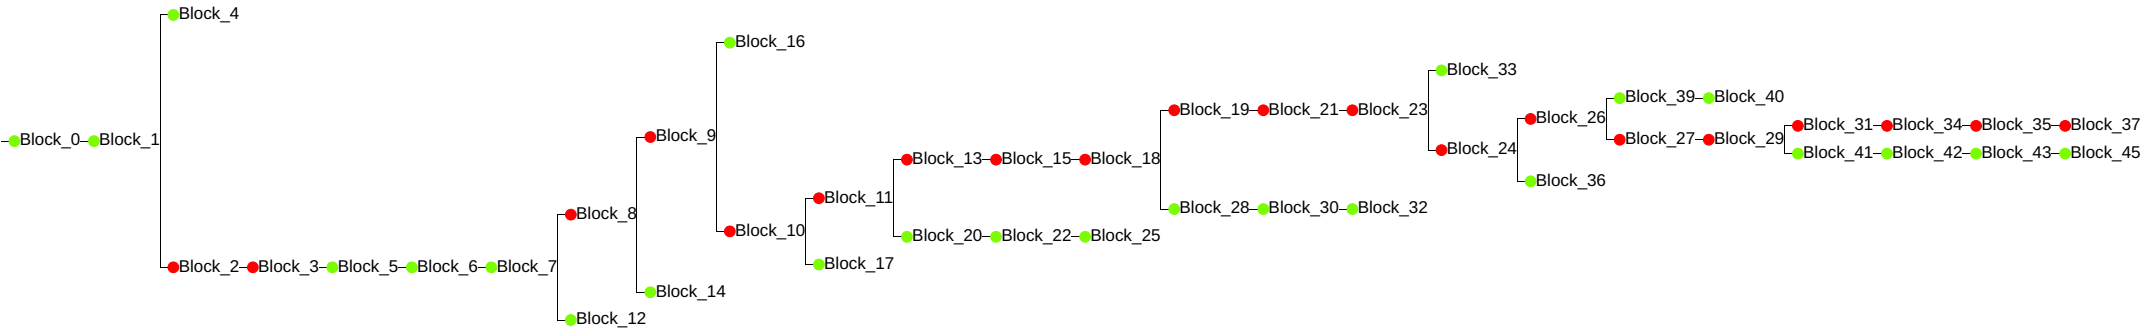 Block_4
Block_16
Block_33
Block_39 Block_40
Block_19 Block_21 Block_23
Block_26
Block_31 Block_34 Block_35 Block_37
Block_0 Block_1
Block_9
Block_27 Block_29
Block_24
Block_41 Block_42 Block_43 Block_45
Block_13 Block_15 Block_18
Block_36
Block_11
Block_8
Block_28 Block_30 Block_32
Block_10
Block_20 Block_22 Block_25
Block_2 Block_3 Block_5 Block_6 Block_7
Block_17
Block_14
Block_12